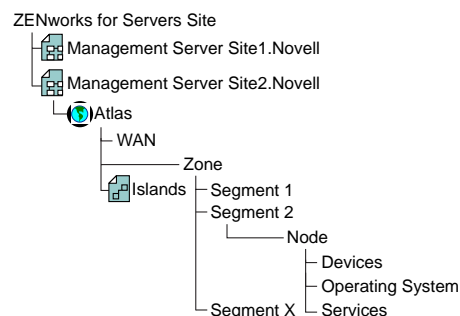 ZENworks for Servers Site
Management Server Site1.Novell
Management Server Site2.Novell
Atlas
WAN
Zone
Islands
Segment 1
Segment 2
Node
Devices
Operating System
Segment X
Services